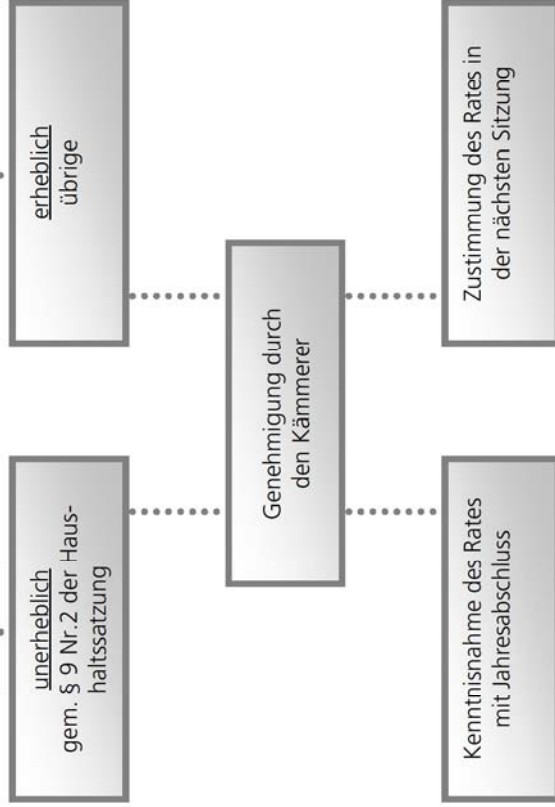 unerheblich
gem. § 9 Nr.2 der Haus-
haltssatzung
erheblich
übrige
Genehmigung durch
den Kämmerer
Kenntnisnahme des Rates
mit Jahresabschluss
Zustimmung des Rates in
der nächsten Sitzung